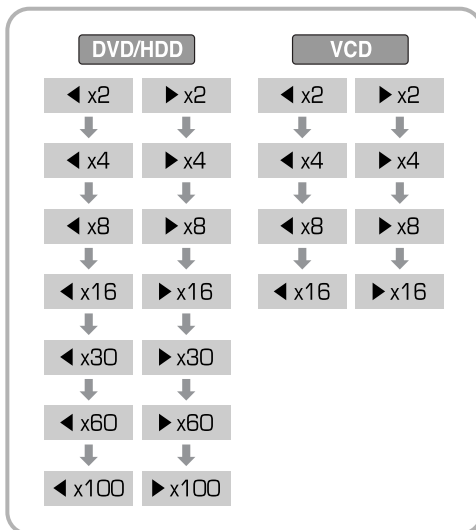 DVD/HDD VCD
◀ x2 ▶ x2 ◀ x2 ▶ x2
◀ x4 ▶ x4 ◀ x4 ▶ x4
◀ x8 ▶ x8 ◀ x8 ▶ x8
◀ x16 ▶ x16 ◀ x16 ▶ x16
◀ x30 ▶ x30
◀ x60 ▶ x60
◀ x100 ▶ x100